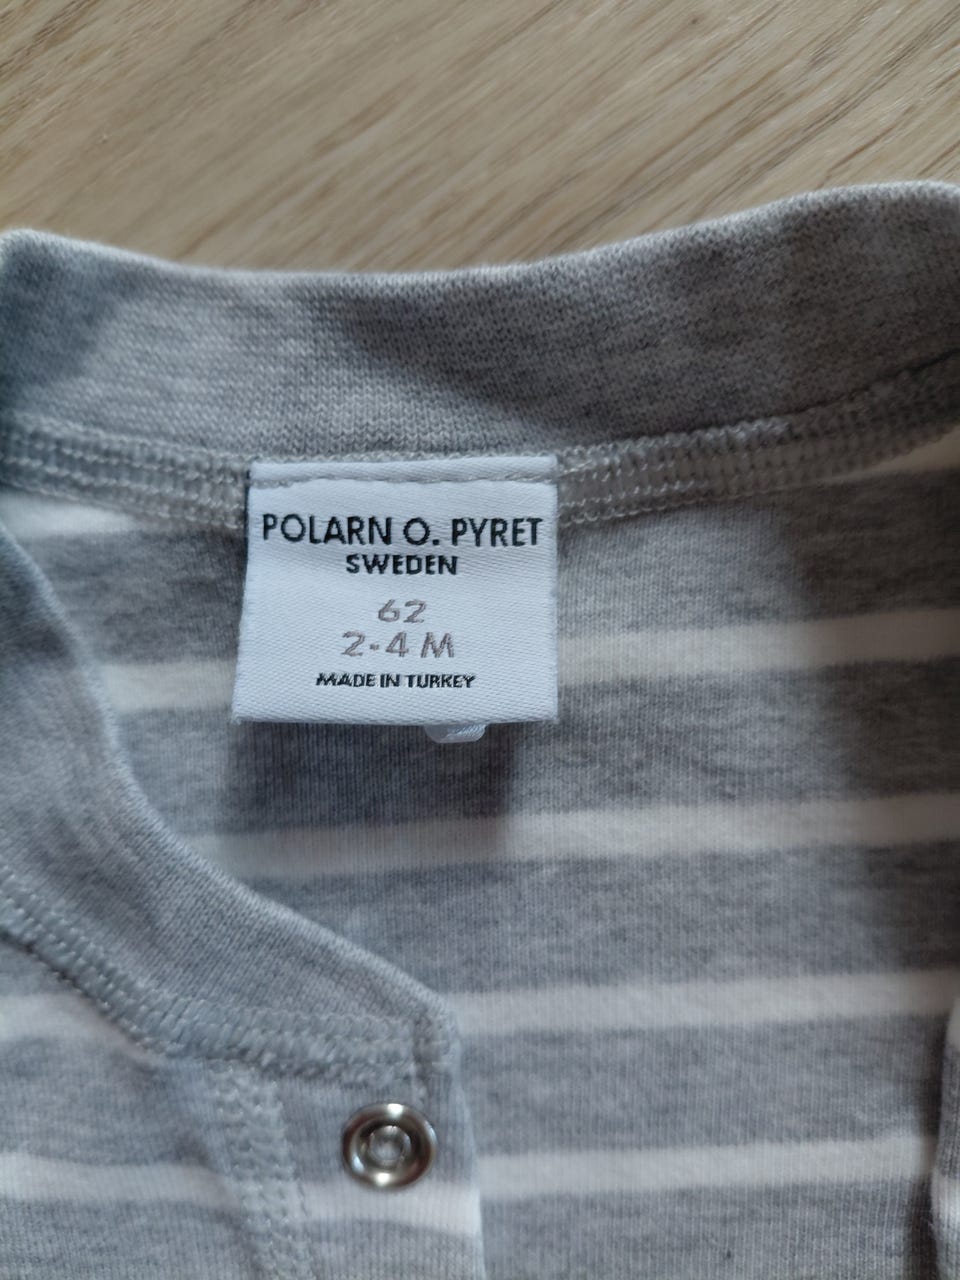 POLARN O. PYRET
SWEDEN
62
2-4 M
MADE IN TURKEY